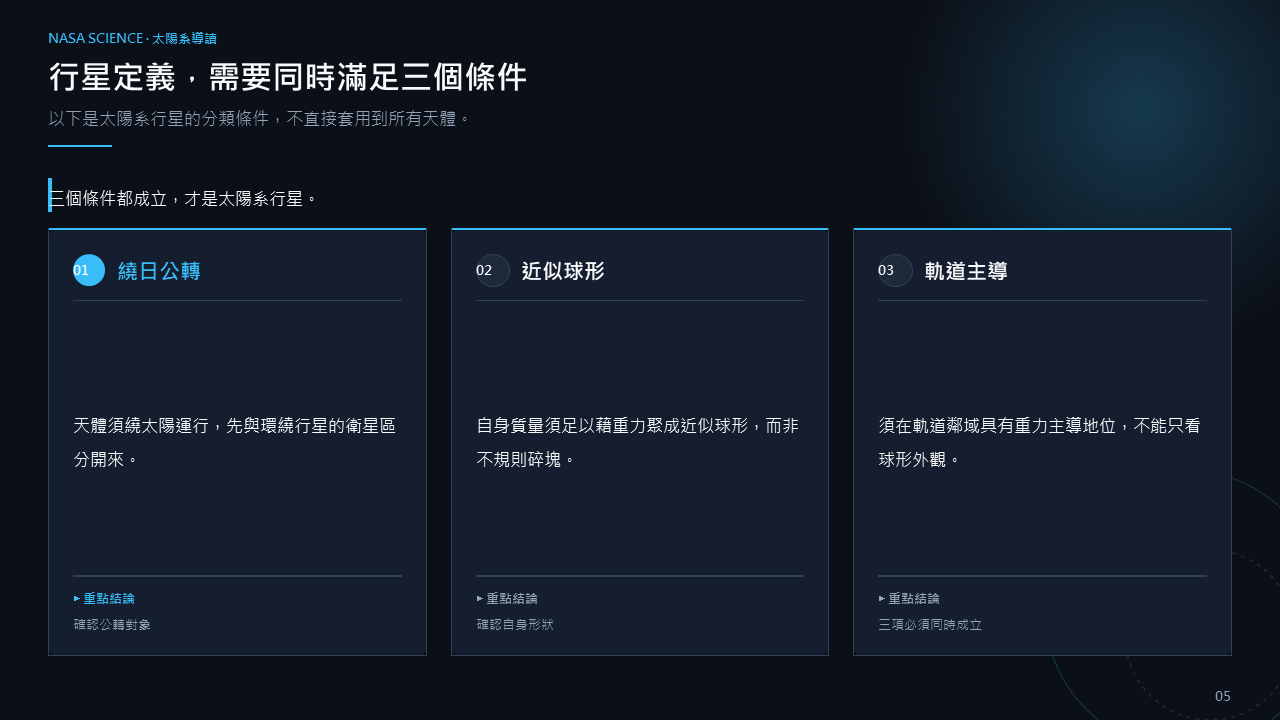 NASA SCIENCE · 太陽系導讀
行星定義，需要同時滿足三個條件
以下是太陽系行星的分類條件，不直接套用到所有天體。
三個條件都成立，才是太陽系行星。
01 繞日公轉
天體須繞太陽運行，先與環繞行星的衛星區
分開來。
▸ 重點結論
確認公轉對象
02 近似球形
自身質量須足以藉重力聚成近似球形，而非
不規則碎塊。
▸ 重點結論
確認自身形狀
03 軌道主導
須在軌道鄰域具有重力主導地位，不能只看
球形外觀。
▸ 重點結論
三項必須同時成立
05